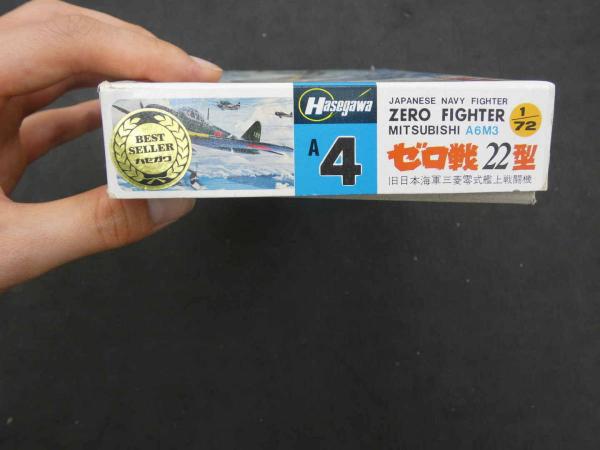 BEST
SELLER
ハセガワ
Hasegawa
A4
JAPANESE NAVY FIGHTER
ZERO FIGHTER
MITSUBISHI A6M3
1/72
ゼロ戦22型
旧日本海軍三菱零式艦上戦闘機